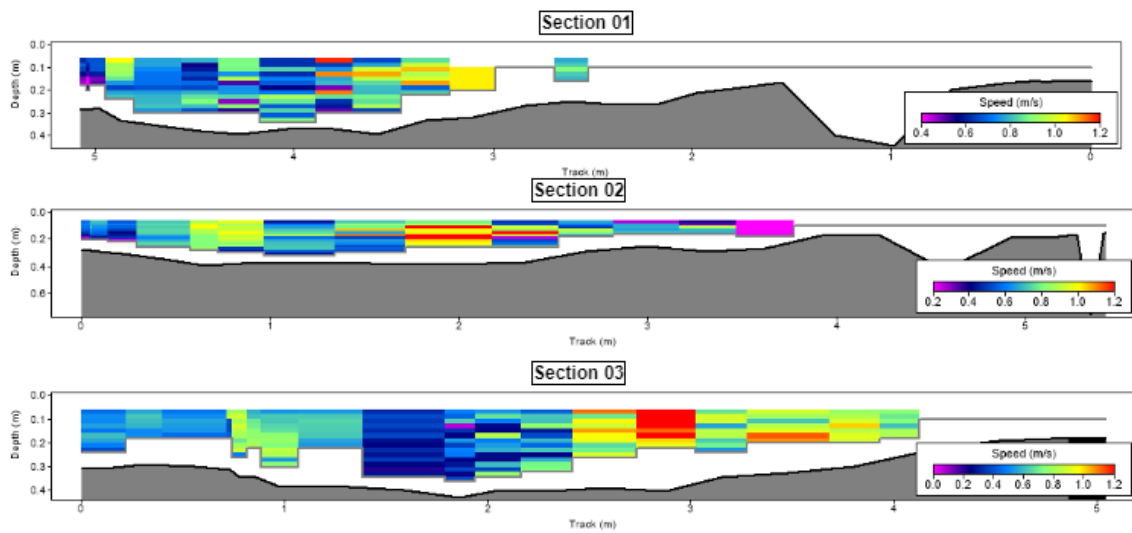 Section 01
Depth (m)
0.0
0.1
0.2
0.3
0.4
Speed (m/s)
0.4 0.6 0.8 1.0 1.2
5 4 3 2 1 0
Track (m)
Section 02
Depth (m)
0.0
0.2
0.4
0.6
Speed (m/s)
0.2 0.4 0.6 0.8 1.0 1.2
0 1 2 3 4 5
Track (m)
Section 03
Depth (m)
0.0
0.1
0.2
0.3
0.4
Speed (m/s)
0.0 0.2 0.4 0.6 0.8 1.0 1.2
0 1 2 3 4 5
Track (m)